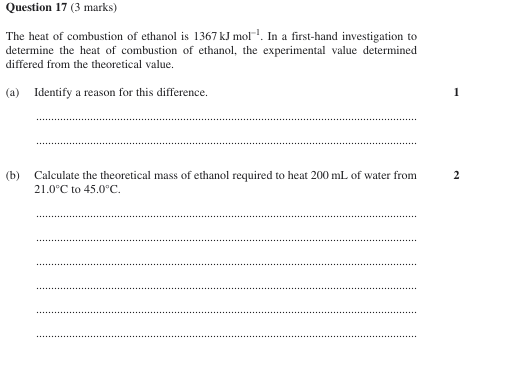 Question 17 (3 marks)
The heat of combustion of ethanol is 1367 kJ mol⁻¹. In a first-hand investigation to
determine the heat of combustion of ethanol, the experimental value determined
differed from the theoretical value.
(a) Identify a reason for this difference. 1
(b) Calculate the theoretical mass of ethanol required to heat 200 mL of water from 2
21.0°C to 45.0°C.